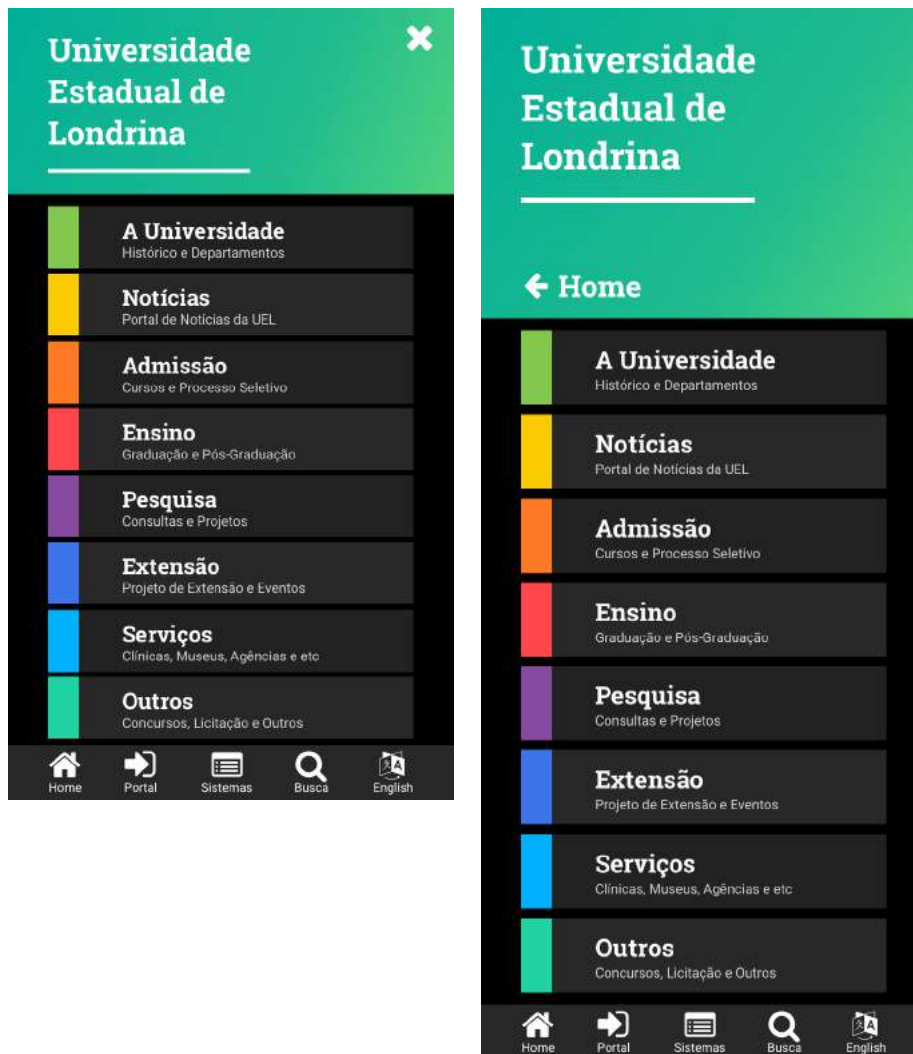 Universidade
Estadual de
Londrina
A Universidade
Histórico e Departamentos
Notícias
Portal de Notícias da UEL
Admissão
Cursos e Processo Seletivo
Ensino
Graduação e Pós-Graduação
Pesquisa
Consultas e Projetos
Extensão
Projeto de Extensão e Eventos
Serviços
Clínicas, Museus, Agências e etc
Outros
Concursos, Licitação e Outros
Home Portal Sistemas Busca English
Universidade
Estadual de
Londrina
Home
A Universidade
Histórico e Departamentos
Notícias
Portal de Notícias da UEL
Admissão
Cursos e Processo Seletivo
Ensino
Graduação e Pós-Graduação
Pesquisa
Consultas e Projetos
Extensão
Projeto de Extensão e Eventos
Serviços
Clínicas, Museus, Agências e etc
Outros
Concursos, Licitação e Outros
Home Portal Sistemas Busca English